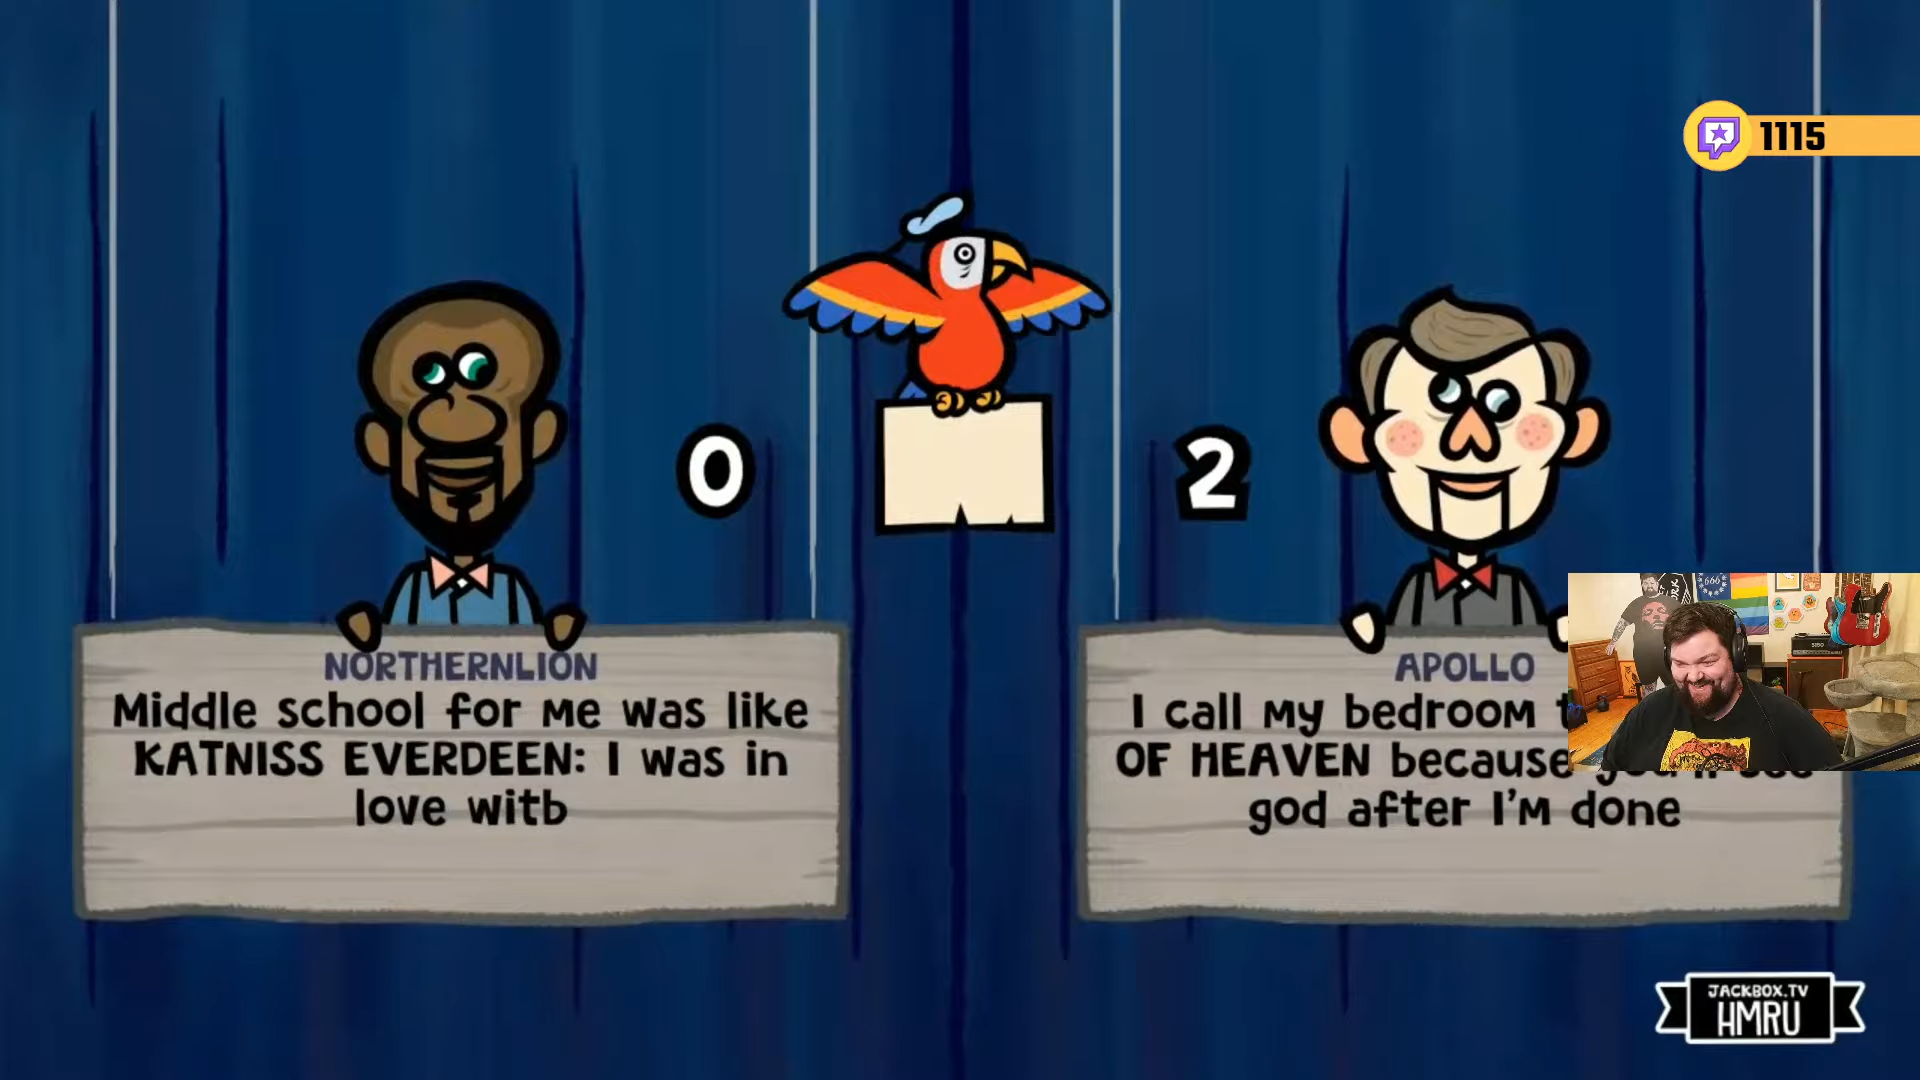 1115
0
2
NORTHERNLION
Middle school for me was like
KATNISS EVERDEEN: I was in
love witb
APOLLO
I call my bedroom
OF HEAVEN because
god after I'm done
666
JACKBOX.TV
HMRU